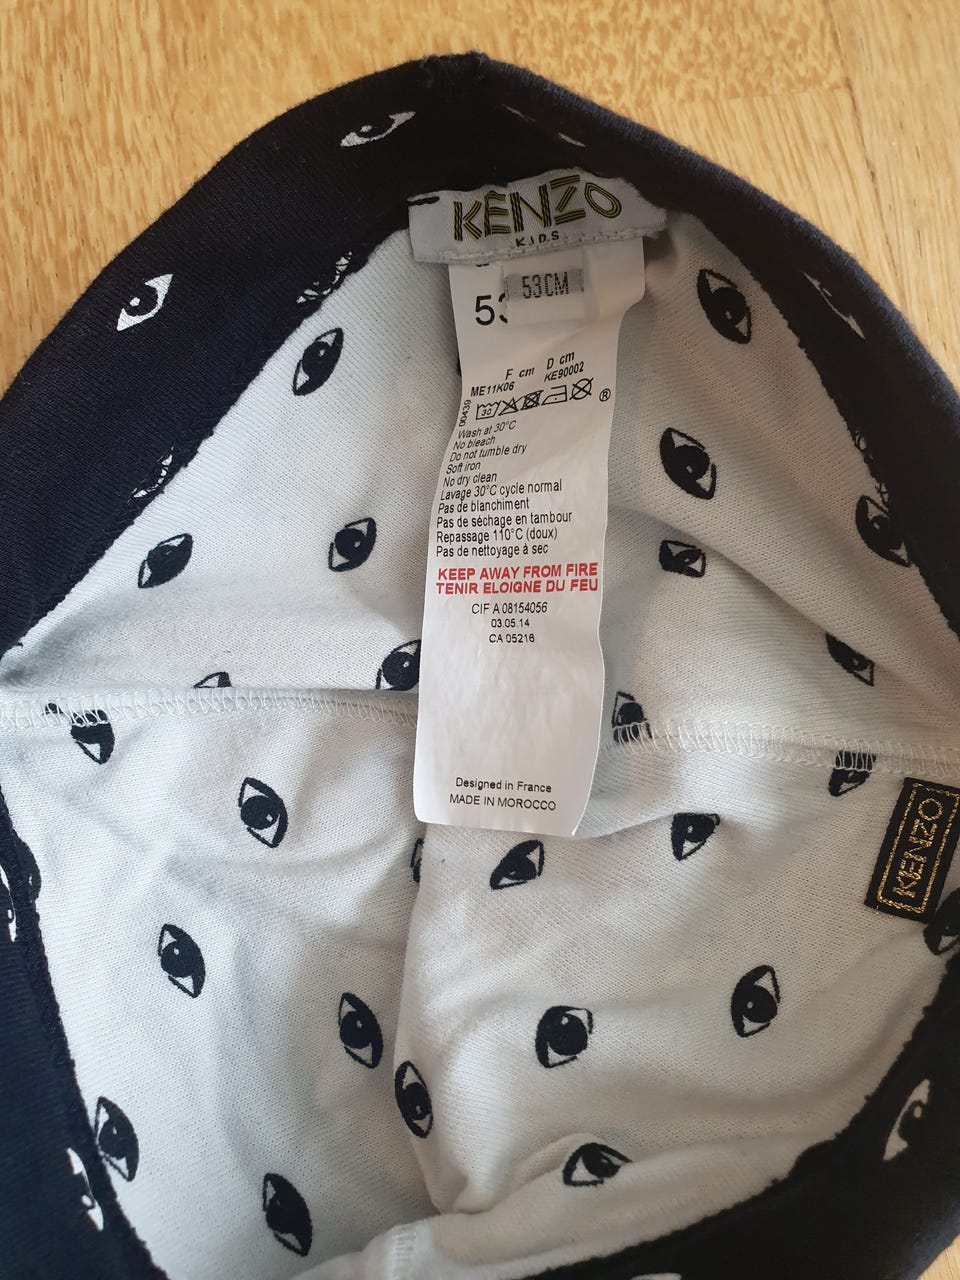 KENZO
KIDS
53CM
F cm D cm
ME11K06 KE90002
00439
30
®
Wash at 30°C
No bleach
Do not tumble dry
Soft iron
No dry clean
Lavage 30°C cycle normal
Pas de blanchiment
Pas de séchage en tambour
Repassage 110°C (doux)
Pas de nettoyage à sec
KEEP AWAY FROM FIRE
TENIR ELOIGNE DU FEU
CIF A 08154056
03.05.14
CA 05216
Designed in France
MADE IN MOROCCO
KENZO